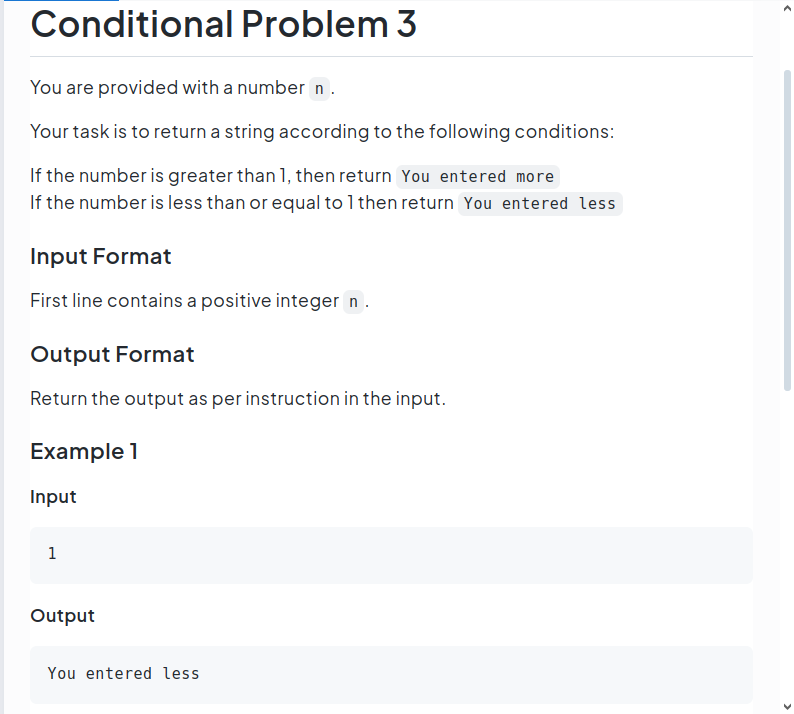 Conditional Problem 3
You are provided with a number n.
Your task is to return a string according to the following conditions:
If the number is greater than 1, then return You entered more
If the number is less than or equal to 1 then return You entered less
Input Format
First line contains a positive integer n.
Output Format
Return the output as per instruction in the input.
Example 1
Input
1
Output
You entered less